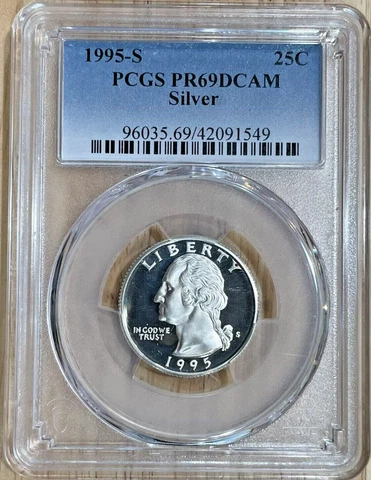 1995-S 25C
PCGS PR69DCAM
Silver
96035.69/42091549
LIBERTY
IN GOD WE
TRUST
S
1995